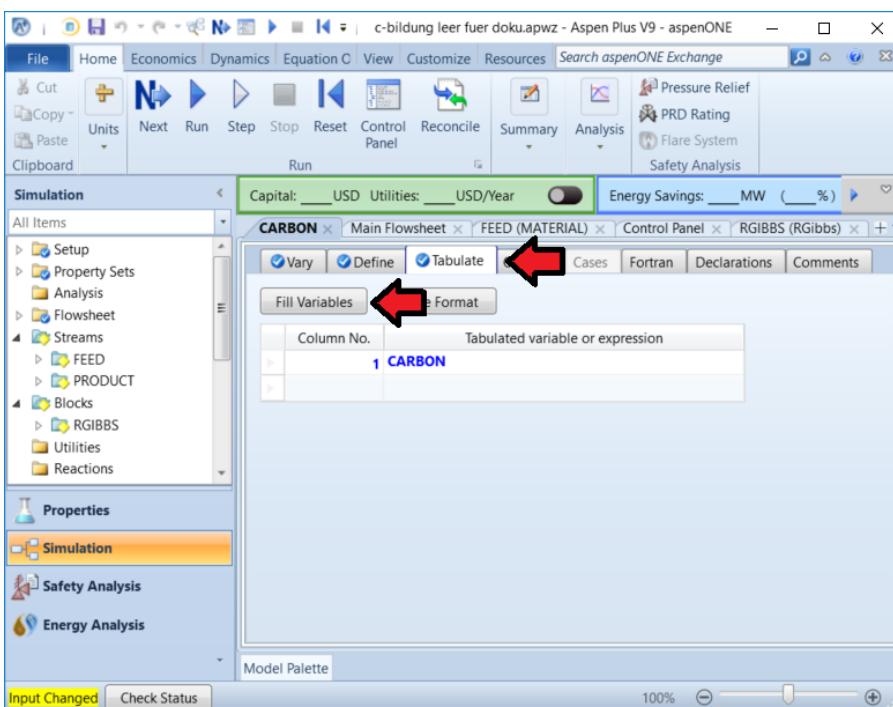 c-bildung leer fuer doku.apwz - Aspen Plus V9 - aspenONE
File Home Economics Dynamics Equation C View Customize Resources Search aspenONE Exchange
Cut
Copy
Paste
Clipboard
Units
Next Run Step Stop Reset Control Panel Reconcile
Run
Summary
Analysis
Pressure Relief
PRD Rating
Flare System
Safety Analysis
Simulation
All Items
Setup
Property Sets
Analysis
Flowsheet
Streams
FEED
PRODUCT
Blocks
RGIBBS
Utilities
Reactions
Properties
Simulation
Safety Analysis
Energy Analysis
Capital: ____USD Utilities: ____USD/Year
Energy Savings: ____MW (____%)
CARBON Main Flowsheet FEED (MATERIAL) Control Panel RGIBBS (RGibbs) +
Vary Define Tabulate Cases Fortran Declarations Comments
Fill Variables Format
Column No. Tabulated variable or expression
1 CARBON
Model Palette
Input Changed Check Status 100%